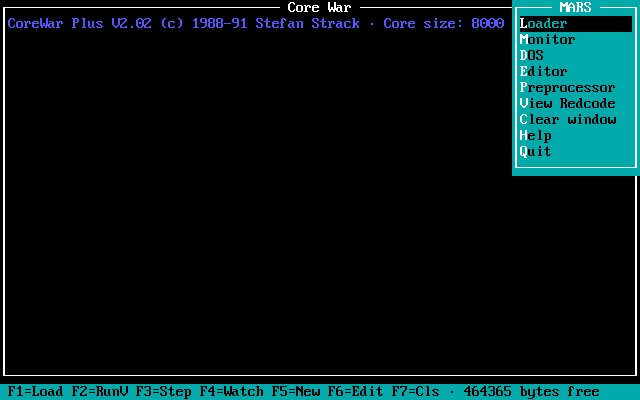 Core War
MARS
CoreWar Plus V2.02 (c) 1988-91 Stefan Strack · Core size: 8000
Loader
Monitor
DOS
Editor
Preprocessor
View Redcode
Clear window
Help
Quit
F1=Load F2=RunV F3=Step F4=Watch F5=New F6=Edit F7=Cls · 464365 bytes free